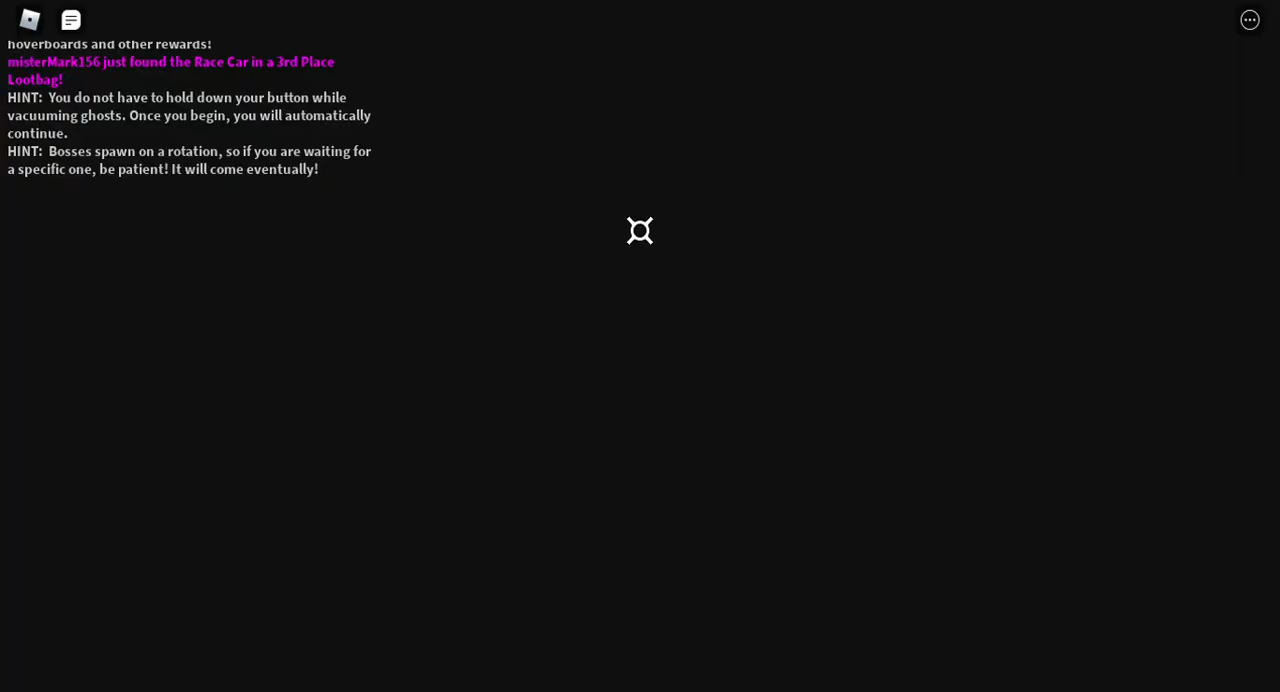 hoverboards and other rewards!
misterMark156 just found the Race Car in a 3rd Place
Lootbag!
HINT: You do not have to hold down your button while
vacuuming ghosts. Once you begin, you will automatically
continue.
HINT: Bosses spawn on a rotation, so if you are waiting for
a specific one, be patient! It will come eventually!
¤